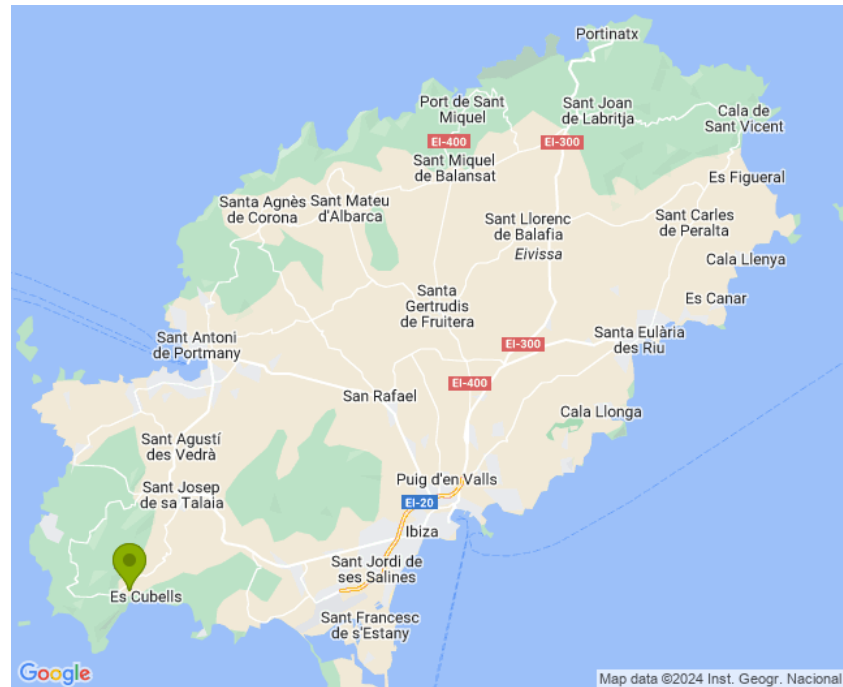 Portinatx
Port de Sant
Miquel
Sant Joan
de Labritja
Cala de
Sant Vicent
EI-400
EI-300
Sant Miquel
de Balansat
Es Figueral
Santa Agnès
de Corona
Sant Mateu
d'Albarca
Sant Llorenc
de Balafia
Sant Carles
de Peralta
Eivissa
Cala Llenya
Santa
Gertrudis
de Fruitera
Es Canar
Sant Antoni
de Portmany
Santa Eulària
des Riu
EI-300
EI-400
San Rafael
Cala Llonga
Sant Agustí
des Vedrà
Puig d'en Valls
Sant Josep
de sa Talaia
EI-20
Ibiza
Sant Jordi de
ses Salines
Es Cubells
Sant Francesc
de s'Estany
Google
Map data ©2024 Inst. Geogr. Nacional